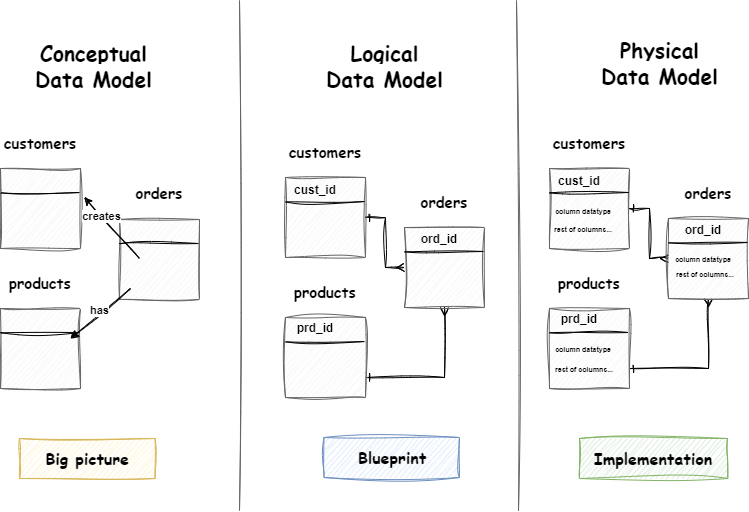 Conceptual
Data Model
customers
orders
creates
products
has
Big picture
Logical
Data Model
customers
cust_id
orders
ord_id
products
prd_id
Blueprint
Physical
Data Model
customers
cust_id
column datatype
rest of columns...
orders
ord_id
column datatype
rest of columns...
products
prd_id
column datatype
rest of columns...
Implementation